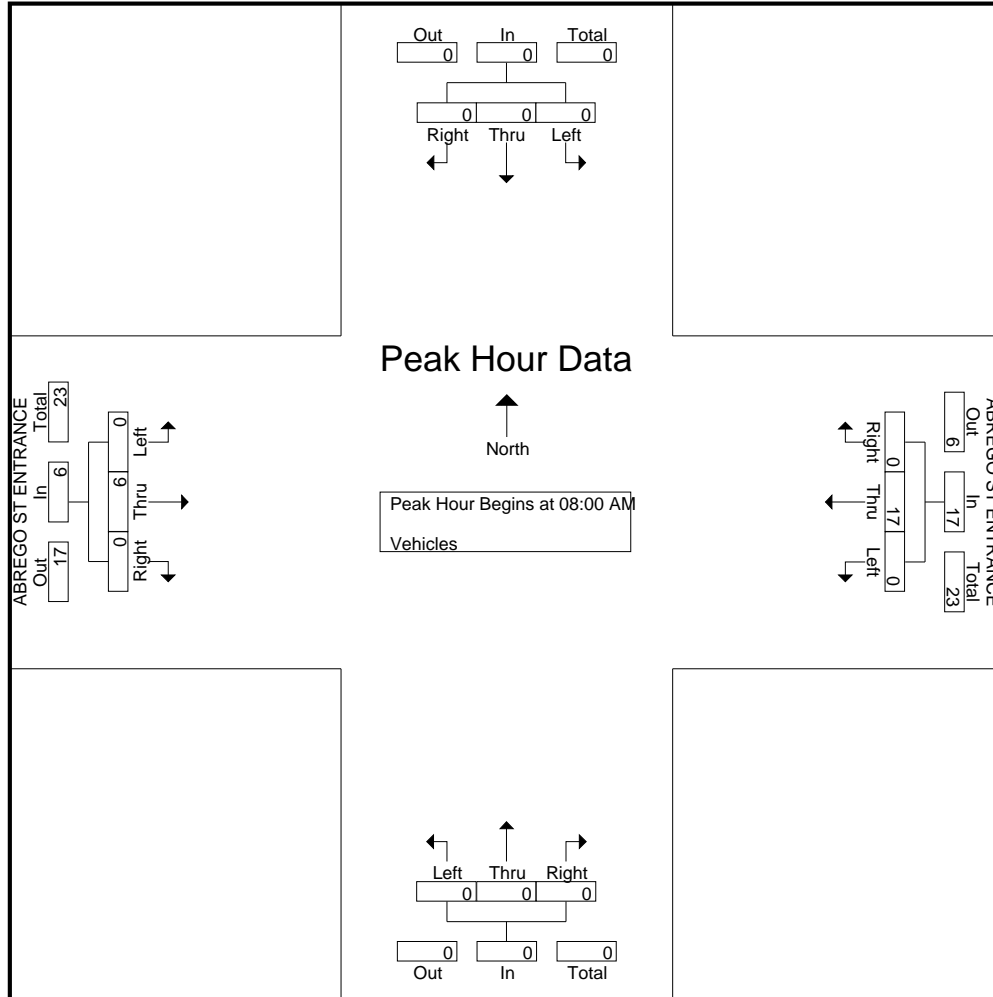 Out In Total
0 0 0
0 0 0
Right Thru Left
Peak Hour Data
North
Peak Hour Begins at 08:00 AM
Vehicles
ABREGO ST ENTRANCE
Out In Total
17 6 23
0 6 0
Left Thru Right
ABREGO ST ENTRANCE
Out In Total
6 17 23
0 17 0
Right Thru Left
Left Thru Right
0 0 0
0 0 0
Out In Total